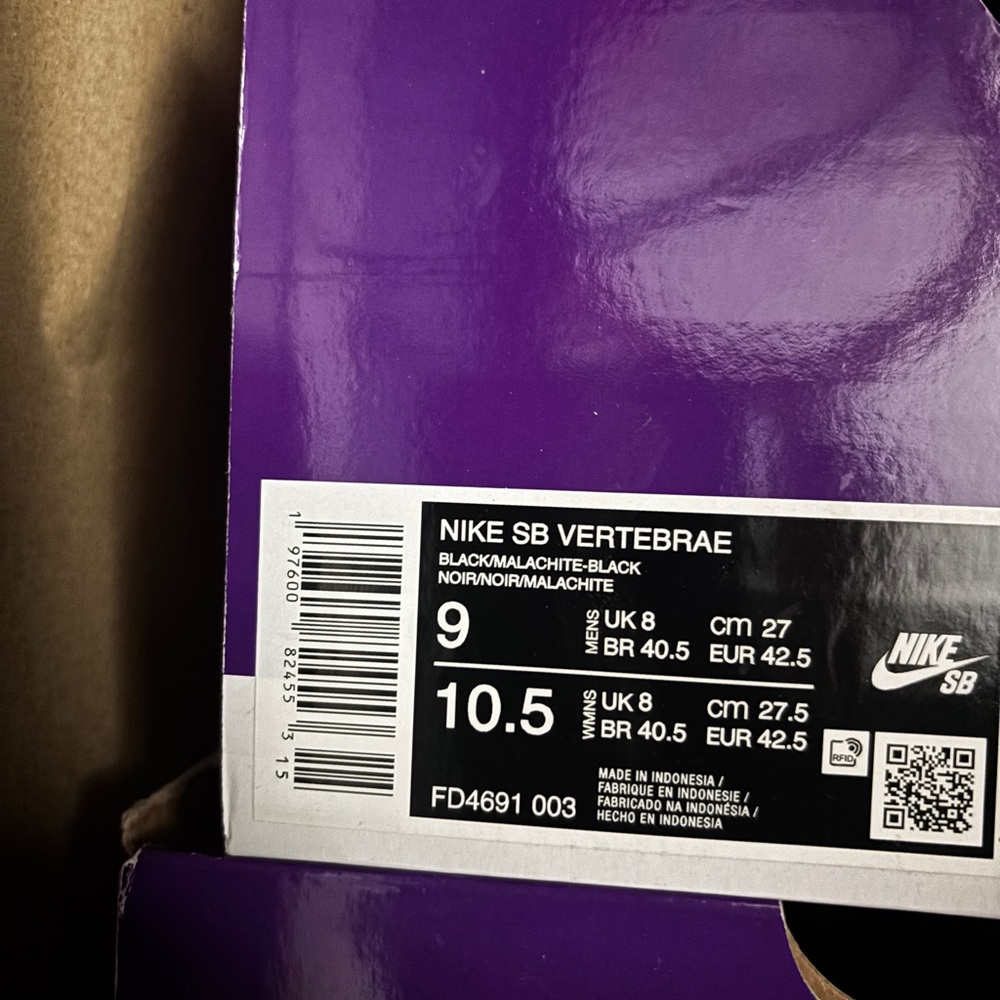 1 97600 82455 3 15
NIKE SB VERTEBRAE
BLACK/MALACHITE-BLACK
NOIR/NOIR/MALACHITE
9 MENS UK 8 cm 27
BR 40.5 EUR 42.5
10.5 WMNS UK 8 cm 27.5
BR 40.5 EUR 42.5
NIKE
SB
RFID
FD4691 003
MADE IN INDONESIA /
FABRIQUE EN INDONESIE /
FABRICADO NA INDONÉSIA /
HECHO EN INDONESIA